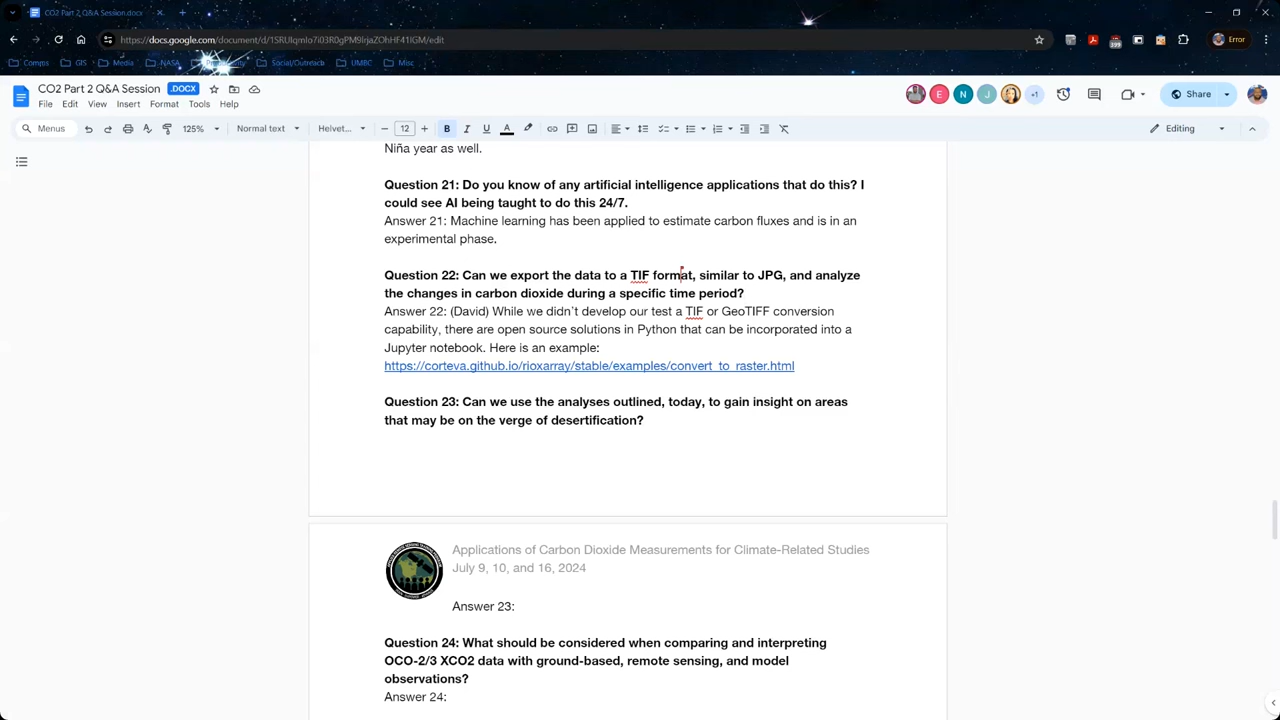 CO2 Part 2 Q&A Session.docx
https://docs.google.com/document/d/1SRUlqmIo7i03R0gPM9IrjaZOhHF41IGM/edit
Error
Comps
GIS
Media
NASA
Social/Outreach
UMBC
Misc
CO2 Part 2 Q&A Session .DOCX
File Edit View Insert Format Tools Help
E N J +1 Share
Menus 125% Normal text Helvet... 12 B I U A Editing
Niña year as well.
Question 21: Do you know of any artificial intelligence applications that do this? I
could see AI being taught to do this 24/7.
Answer 21: Machine learning has been applied to estimate carbon fluxes and is in an
experimental phase.
Question 22: Can we export the data to a TIF format, similar to JPG, and analyze
the changes in carbon dioxide during a specific time period?
Answer 22: (David) While we didn’t develop our test a TIF or GeoTIFF conversion
capability, there are open source solutions in Python that can be incorporated into a
Jupyter notebook. Here is an example:
https://corteva.github.io/rioxarray/stable/examples/convert_to_raster.html
Question 23: Can we use the analyses outlined, today, to gain insight on areas
that may be on the verge of desertification?
Applications of Carbon Dioxide Measurements for Climate-Related Studies
July 9, 10, and 16, 2024
Answer 23:
Question 24: What should be considered when comparing and interpreting
OCO-2/3 XCO2 data with ground-based, remote sensing, and model
observations?
Answer 24: